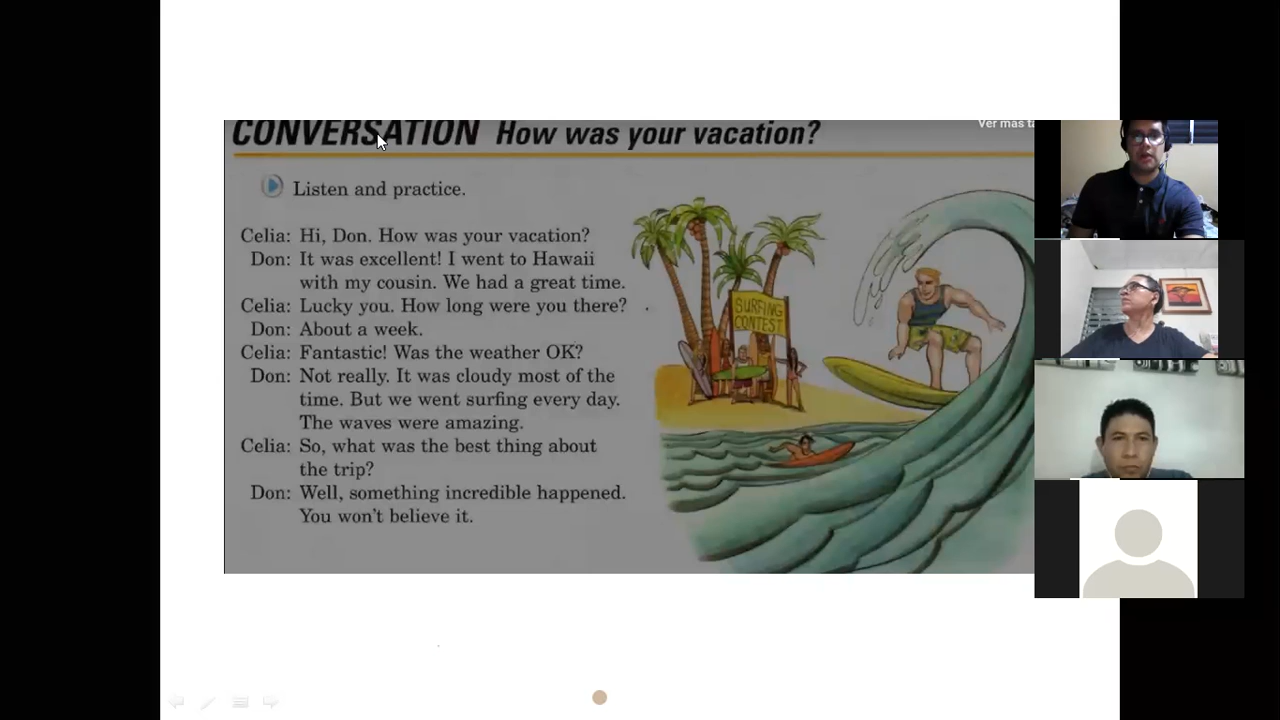 CONVERSATION How was your vacation?
Ver mas
Listen and practice.
Celia: Hi, Don. How was your vacation?
Don: It was excellent! I went to Hawaii
with my cousin. We had a great time.
Celia: Lucky you. How long were you there?
Don: About a week.
Celia: Fantastic! Was the weather OK?
Don: Not really. It was cloudy most of the
time. But we went surfing every day.
The waves were amazing.
Celia: So, what was the best thing about
the trip?
Don: Well, something incredible happened.
You won't believe it.
SURFING
CONTEST